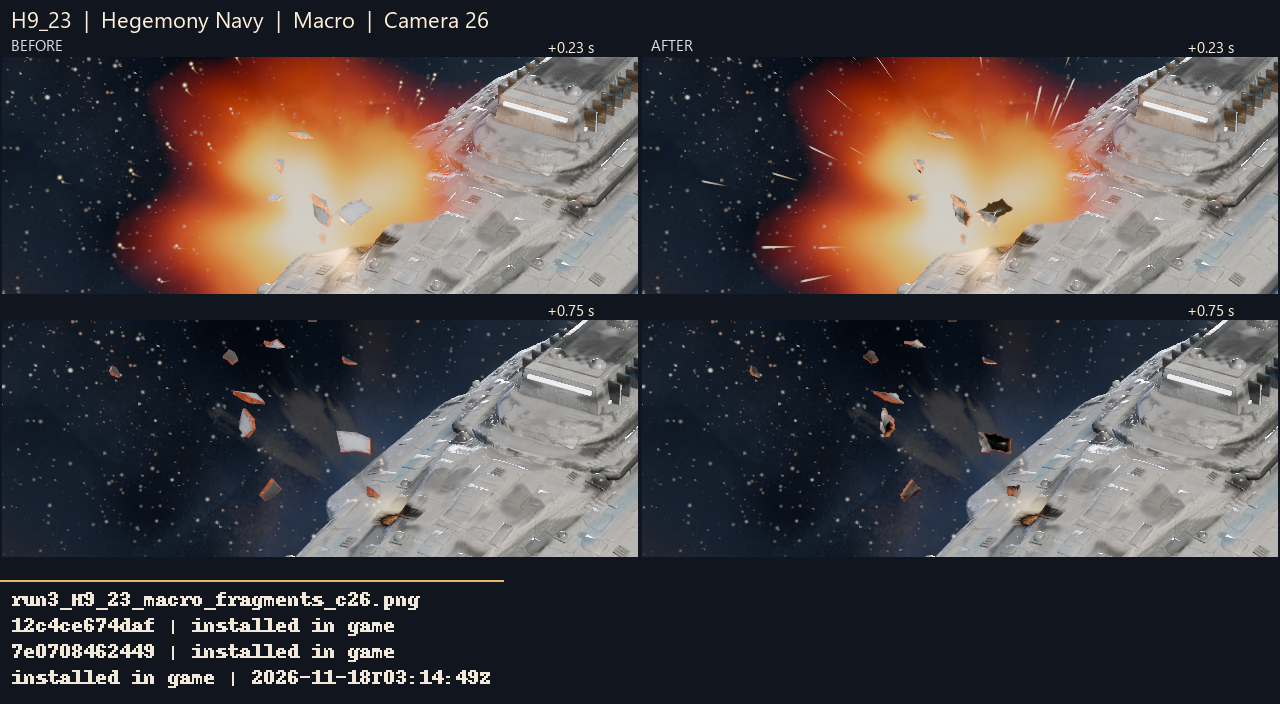 H9_23 | Hegemony Navy | Macro | Camera 26
BEFORE +0.23 s AFTER +0.23 s
+0.75 s +0.75 s
run3_H9_23_macro_fragments_c26.png
12c4ce674daf | installed in game
7e0708462449 | installed in game
installed in game | 2026-11-18T03:14:49Z